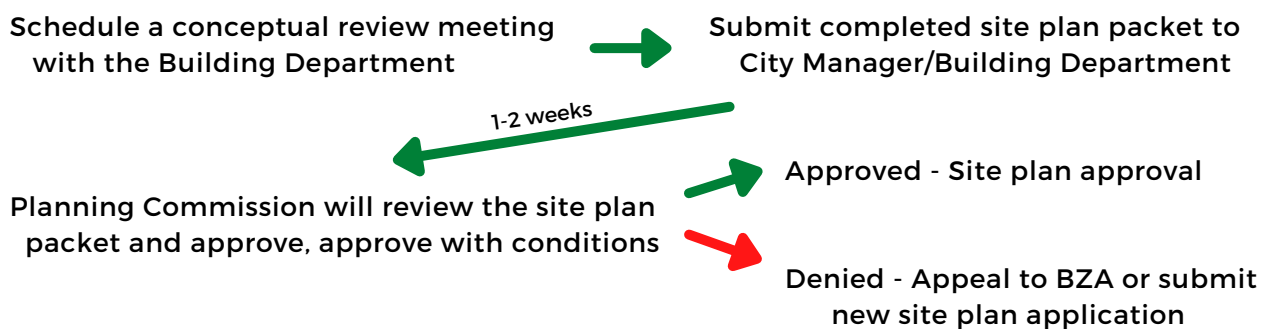 Schedule a conceptual review meeting
with the Building Department
Submit completed site plan packet to
City Manager/Building Department
1-2 weeks
Planning Commission will review the site plan
packet and approve, approve with conditions
Approved - Site plan approval
Denied - Appeal to BZA or submit
new site plan application